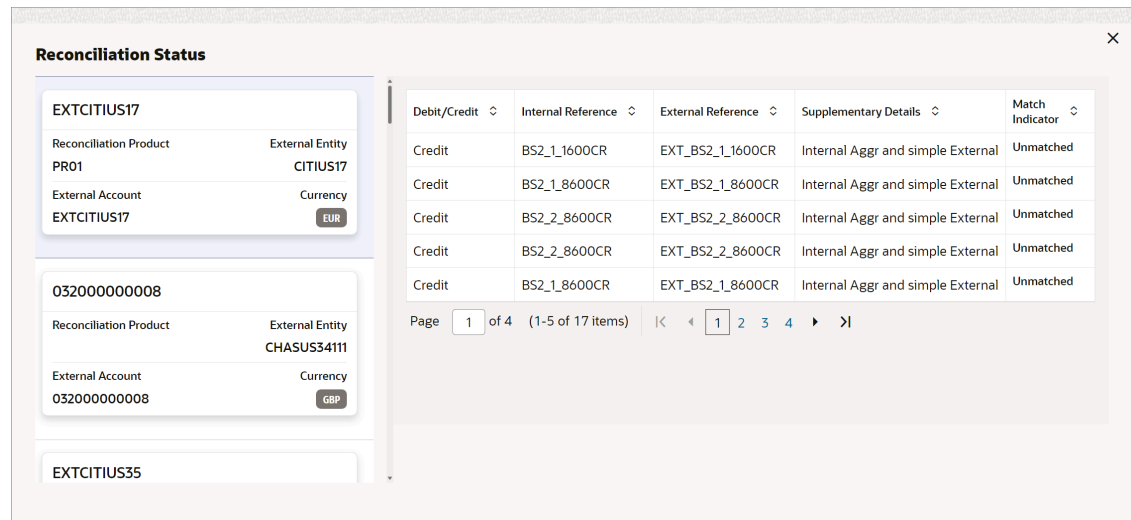 Reconciliation Status
EXTCITIUS17
Reconciliation Product External Entity
PR01 CITIUS17
External Account Currency
EXTCITIUS17 EUR
032000000008
Reconciliation Product External Entity
CHASUS34111
External Account Currency
032000000008 GBP
EXTCITIUS35
Debit/Credit Internal Reference External Reference Supplementary Details Match Indicator
Credit BS2_1_1600CR EXT_BS2_1_1600CR Internal Aggr and simple External Unmatched
Credit BS2_1_8600CR EXT_BS2_1_8600CR Internal Aggr and simple External Unmatched
Credit BS2_2_8600CR EXT_BS2_2_8600CR Internal Aggr and simple External Unmatched
Credit BS2_2_8600CR EXT_BS2_2_8600CR Internal Aggr and simple External Unmatched
Credit BS2_1_8600CR EXT_BS2_1_8600CR Internal Aggr and simple External Unmatched
Page 1 of 4 (1-5 of 17 items) 1 2 3 4